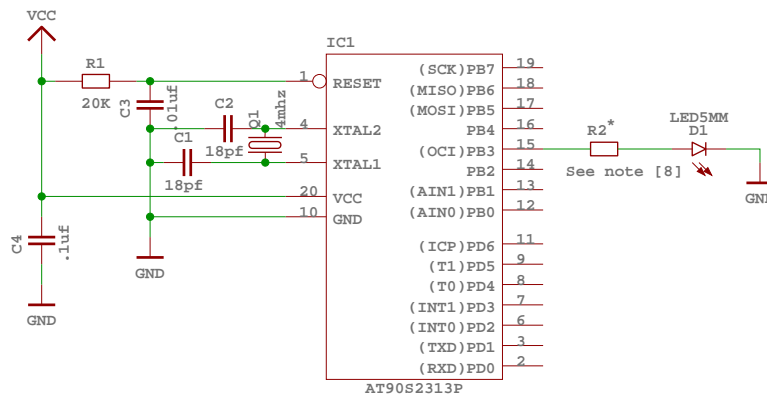 VCC
IC1
R1
20K
C3
.01uf
C2
C1
18pf
18pf
Q1
4mhz
1
4
5
20
10
RESET
XTAL2
XTAL1
VCC
GND
(SCK)PB7
(MISO)PB6
(MOSI)PB5
PB4
(OCI)PB3
PB2
(AIN1)PB1
(AIN0)PB0
(ICP)PD6
(T1)PD5
(T0)PD4
(INT1)PD3
(INT0)PD2
(TXD)PD1
(RXD)PD0
19
18
17
16
15
14
13
12
11
9
8
7
6
3
2
R2*
See note [8]
LED5MM
D1
GND
C4
.1uf
GND
GND
AT90S2313P